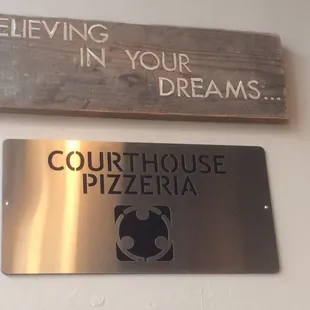 ELIEVING
IN YOUR
DREAMS...
COURTHOUSE
PIZZERIA